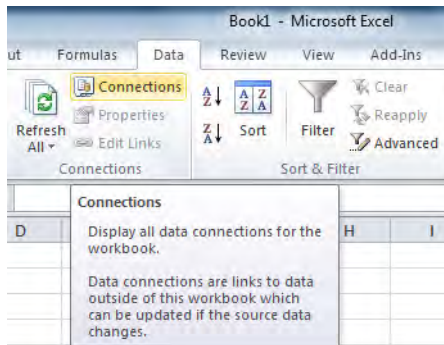 Book1 - Microsoft Excel
ut Formulas Data Review View Add-Ins
Connections
Properties
Edit Links
Refresh
All
Connections
A
Z
Z
A
A Z
Z A
Sort
Filter
Clear
Reapply
Advanced
Sort & Filter
Connections
Display all data connections for the
workbook.
Data connections are links to data
outside of this workbook which
can be updated if the source data
changes.
D H I